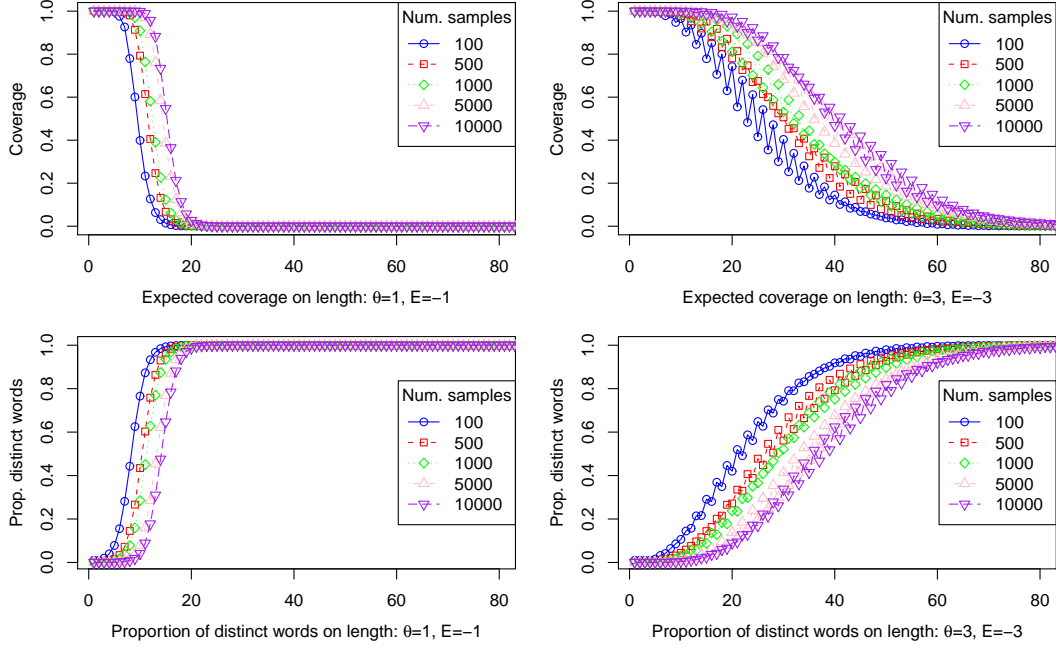 1.0
0.8
0.6
0.4
0.2
0.0
Coverage
0 20 40 60 80
Expected coverage on length: θ=1, E=−1
Num. samples
100
500
1000
5000
10000
1.0
0.8
0.6
0.4
0.2
0.0
Coverage
0 20 40 60 80
Expected coverage on length: θ=3, E=−3
Num. samples
100
500
1000
5000
10000
1.0
0.8
0.6
0.4
0.2
0.0
Prop. distinct words
0 20 40 60 80
Proportion of distinct words on length: θ=1, E=−1
Num. samples
100
500
1000
5000
10000
1.0
0.8
0.6
0.4
0.2
0.0
Prop. distinct words
0 20 40 60 80
Proportion of distinct words on length: θ=3, E=−3
Num. samples
100
500
1000
5000
10000